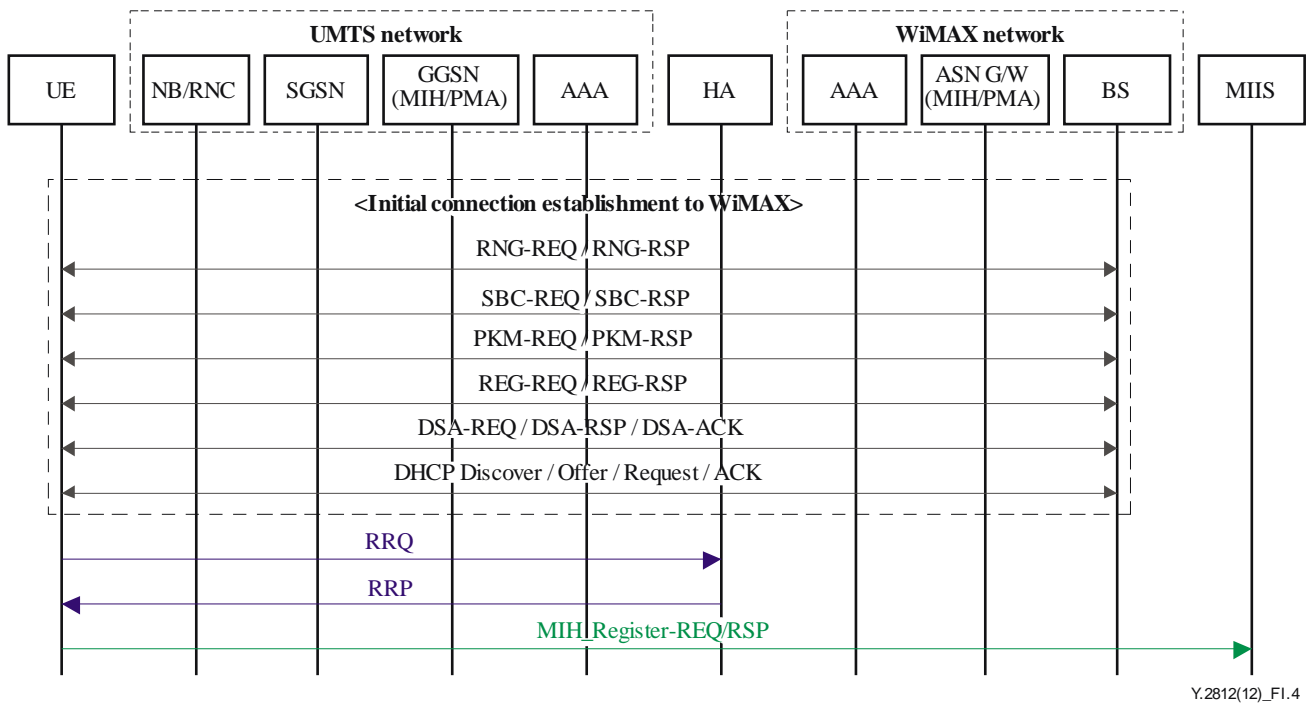 UMTS network
WiMAX network
UE
NB/RNC
SGSN
GGSN
(MIH/PMA)
AAA
HA
AAA
ASN G/W
(MIH/PMA)
BS
MIIS
<Initial connection establishment to WiMAX>
RNG-REQ / RNG-RSP
SBC-REQ / SBC-RSP
PKM-REQ / PKM-RSP
REG-REQ / REG-RSP
DSA-REQ / DSA-RSP / DSA-ACK
DHCP Discover / Offer / Request / ACK
RRQ
RRP
MIH_Register-REQ/RSP
Y.2812(12)_FI.4